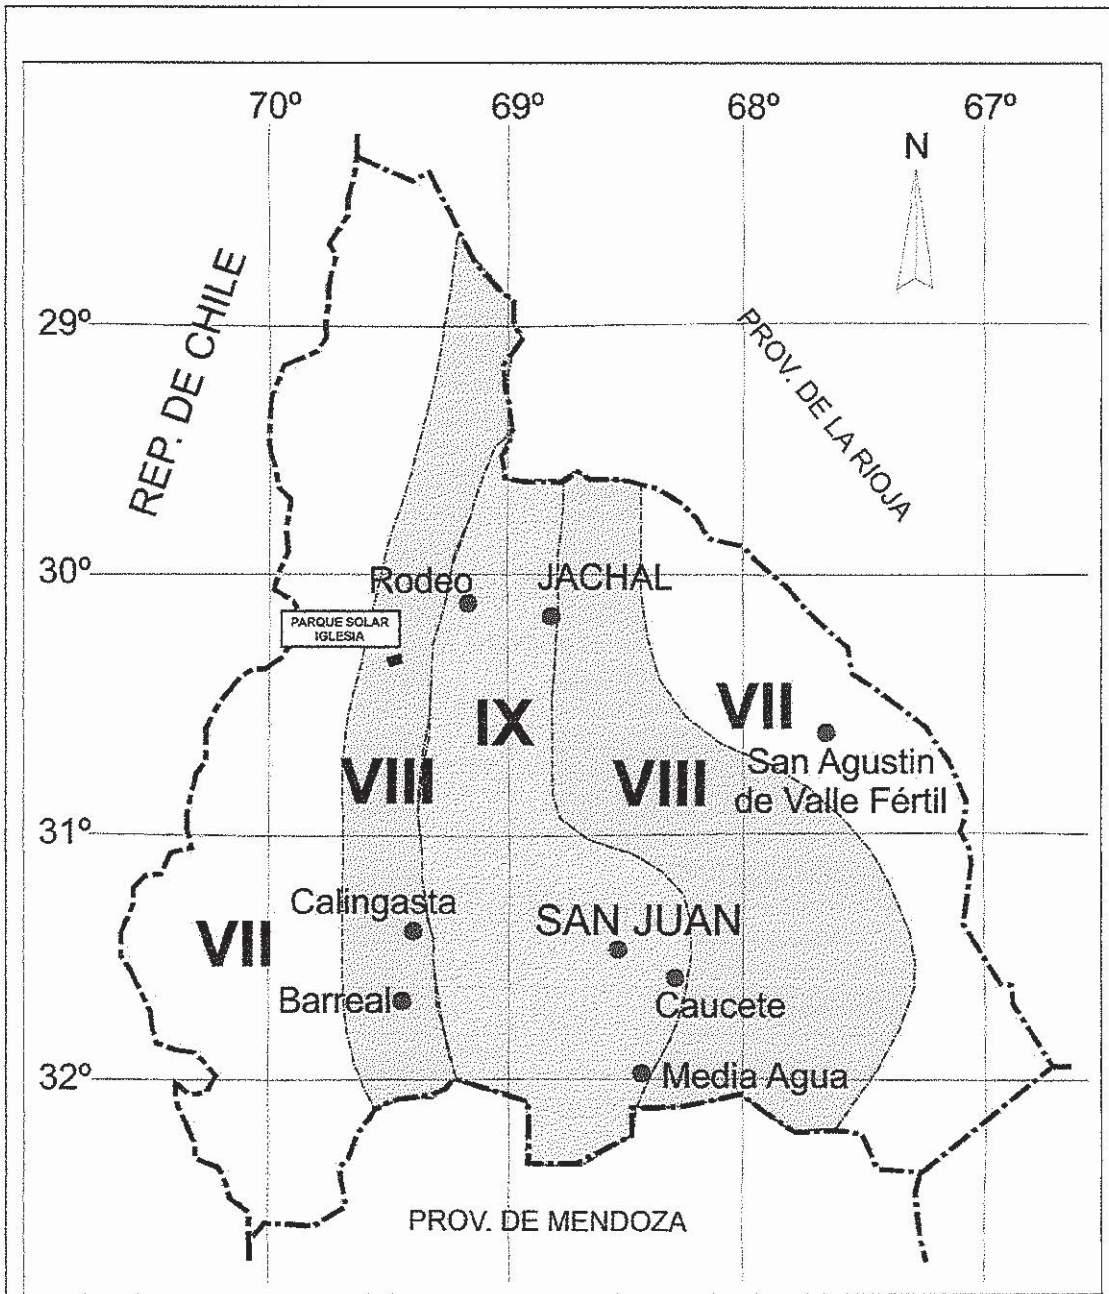 70º 69º 68º 67º
N
REP. DE CHILE
29º
PROV. DE LA RIOJA
30º
Rodeo
JACHAL
PARQUE SOLAR
IGLESIA
IX
VII
San Agustin
de Valle Fértil
VIII
VIII
31º
Calingasta
SAN JUAN
VII
Barreal
Caucete
32º
Media Agua
PROV. DE MENDOZA